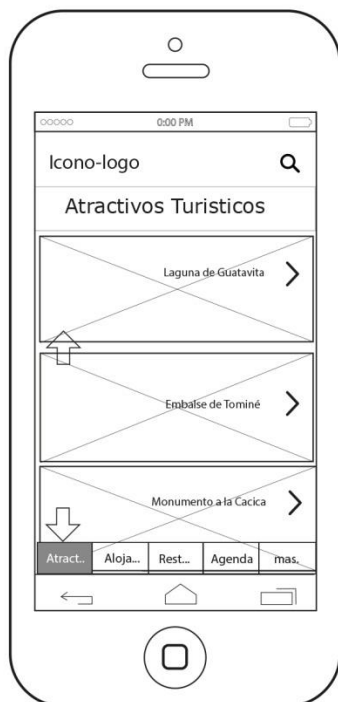 0:00 PM
Icono-logo
Atractivos Turisticos
Laguna de Guatavita
Embalse de Tominé
Monumento a la Cacica
Atract.. Aloja... Rest... Agenda mas.